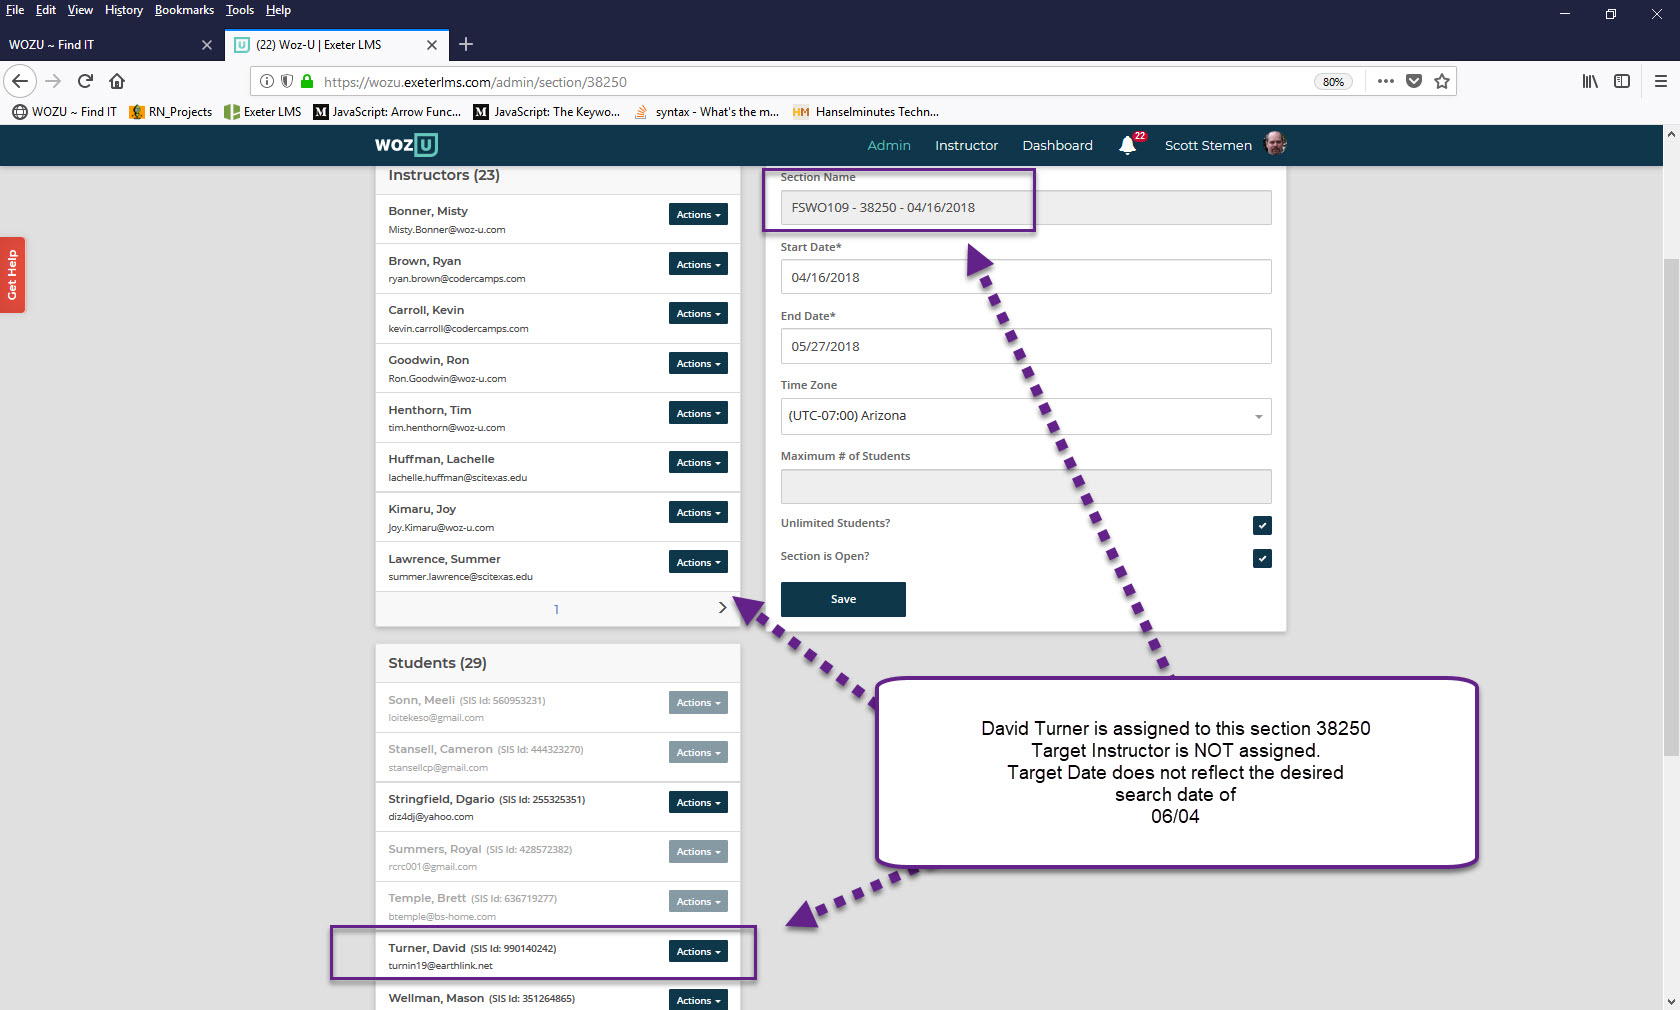 File Edit View History Bookmarks Tools Help
WOZU ~ Find IT
(22) Woz-U | Exeter LMS
https://wozu.exeterlms.com/admin/section/38250
80%
WOZU ~ Find IT RN_Projects Exeter LMS JavaScript: Arrow Func... JavaScript: The Keywo... syntax - What's the m... Hanselminutes Techn...
WOZ U
Admin Instructor Dashboard 22 Scott Stemen
Get Help
Instructors (23)
Bonner, Misty
Misty.Bonner@woz-u.com
Actions
Brown, Ryan
ryan.brown@codercamps.com
Actions
Carroll, Kevin
kevin.carroll@codercamps.com
Actions
Goodwin, Ron
Ron.Goodwin@woz-u.com
Actions
Henthorn, Tim
tim.henthorn@woz-u.com
Actions
Huffman, Lachelle
lachelle.huffman@scitexas.edu
Actions
Kimaru, Joy
Joy.Kimaru@woz-u.com
Actions
Lawrence, Summer
summer.lawrence@scitexas.edu
Actions
1
Students (29)
Sonn, Meeli (SIS Id: 560953231)
loitekeso@gmail.com
Actions
Stansell, Cameron (SIS Id: 444323270)
stansellcp@gmail.com
Actions
Stringfield, Dgario (SIS Id: 255325351)
diz4dj@yahoo.com
Actions
Summers, Royal (SIS Id: 428572382)
rcrc001@gmail.com
Actions
Temple, Brett (SIS Id: 636719277)
btemple@bs-home.com
Actions
Turner, David (SIS Id: 990140242)
turnin19@earthlink.net
Actions
Wellman, Mason (SIS Id: 351264865)
Actions
Section Name
FSWO109 - 38250 - 04/16/2018
Start Date*
04/16/2018
End Date*
05/27/2018
Time Zone
(UTC-07:00) Arizona
Maximum # of Students
Unlimited Students?
Section is Open?
Save
David Turner is assigned to this section 38250
Target Instructor is NOT assigned.
Target Date does not reflect the desired
search date of
06/04